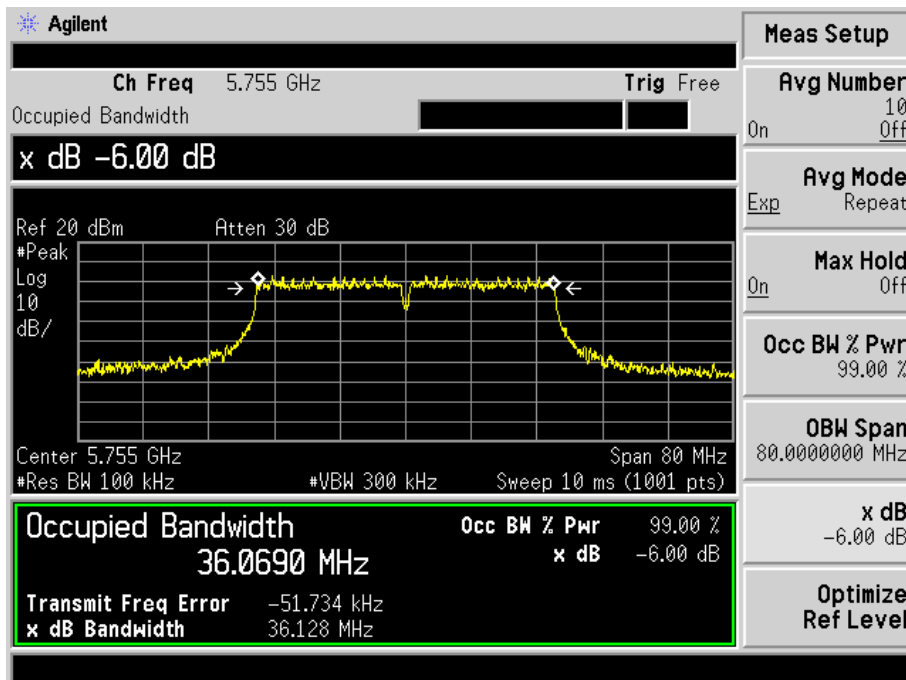 Agilent
Ch Freq 5.755 GHz Trig Free
Occupied Bandwidth
x dB -6.00 dB
Ref 20 dBm Atten 30 dB
#Peak
Log
10
dB/
Center 5.755 GHz Span 80 MHz
#Res BW 100 kHz #VBW 300 kHz Sweep 10 ms (1001 pts)
Occupied Bandwidth Occ BW % Pwr 99.00 %
36.0690 MHz x dB -6.00 dB
Transmit Freq Error -51.734 kHz
x dB Bandwidth 36.128 MHz
Meas Setup
Avg Number
10
On Off
Avg Mode
Exp Repeat
Max Hold
On Off
Occ BW % Pwr
99.00 %
OBW Span
80.0000000 MHz
x dB
-6.00 dB
Optimize
Ref Level